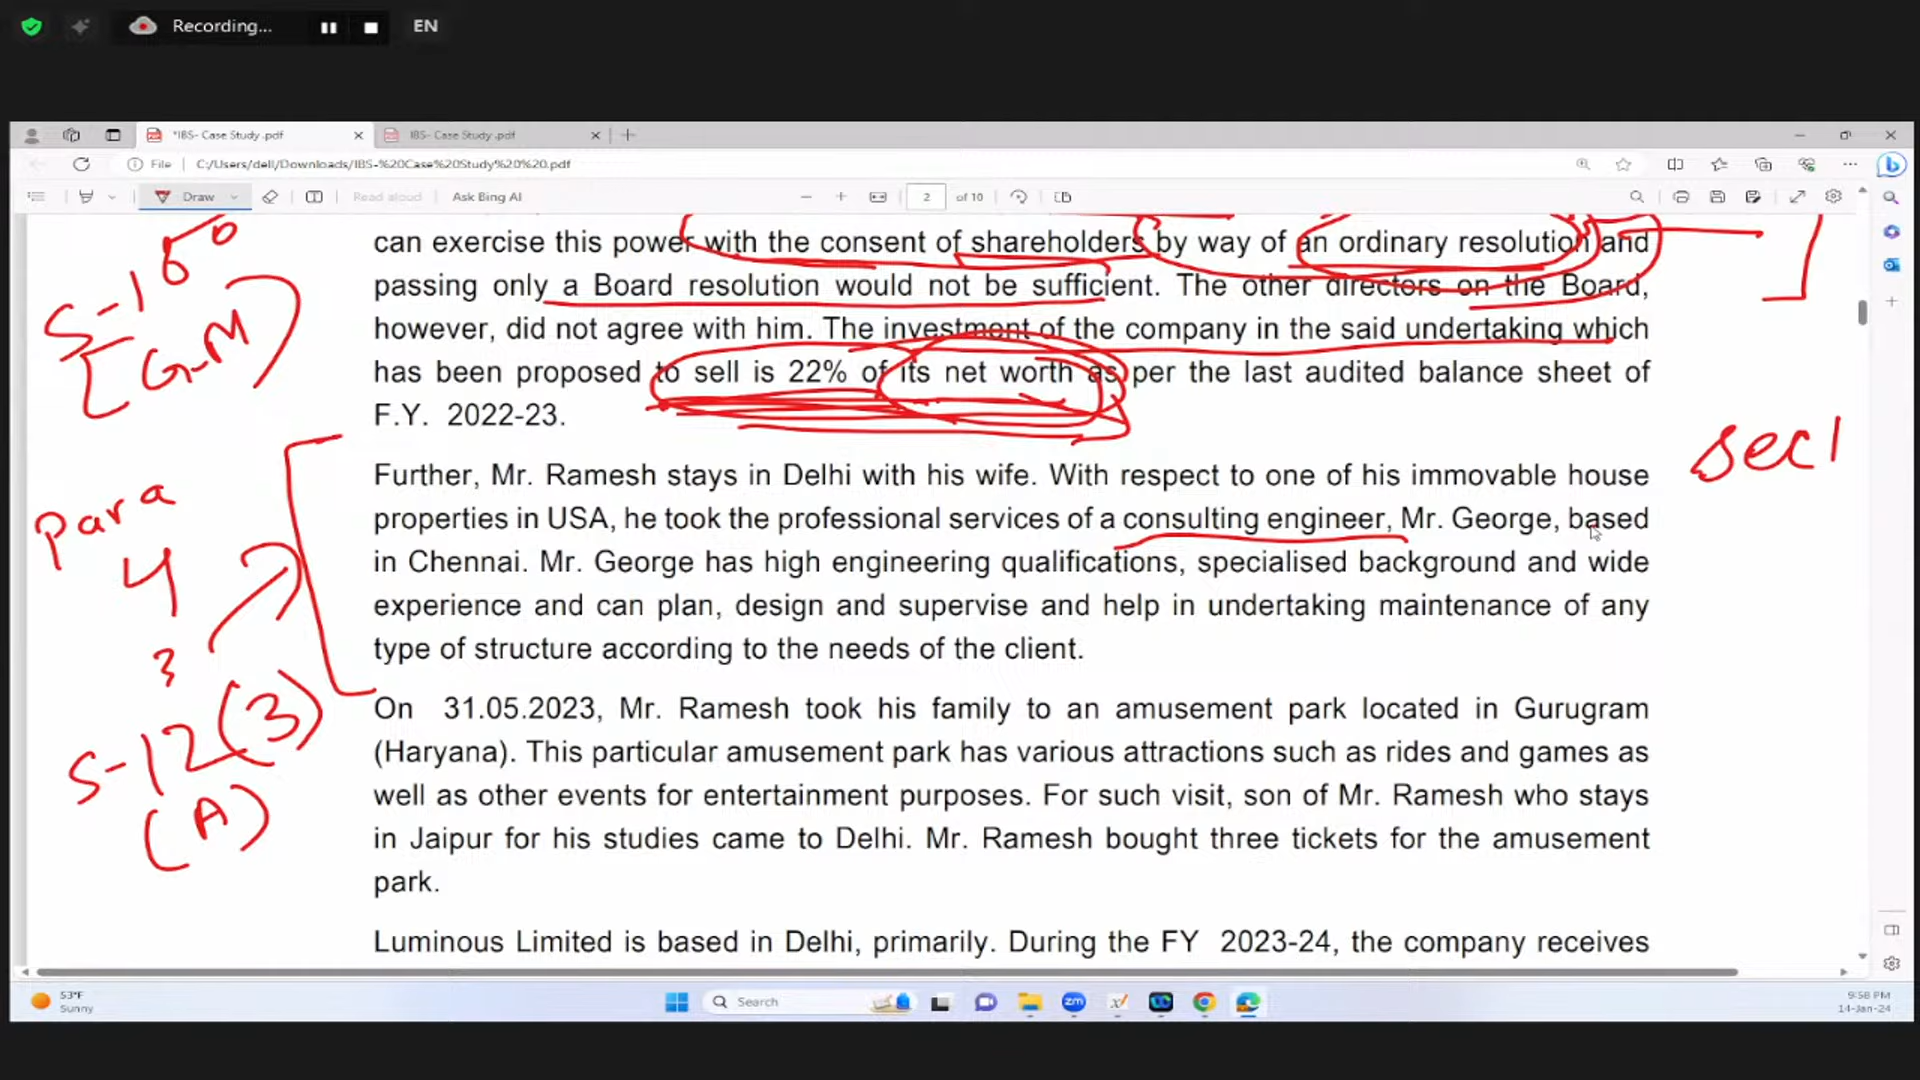 Recording...
EN
*IBS- Case Study .pdf
IBS- Case Study .pdf
File
C:/Users/dell/Downloads/IBS-%20Case%20Study%20%20.pdf
Draw
Read aloud
Ask Bing AI
2
of 10
can exercise this power with the consent of shareholders by way of an ordinary resolution and
passing only a Board resolution would not be sufficient. The other directors on the Board,
however, did not agree with him. The investment of the company in the said undertaking which
has been proposed to sell is 22% of its net worth as per the last audited balance sheet of
F.Y. 2022-23.
Further, Mr. Ramesh stays in Delhi with his wife. With respect to one of his immovable house
properties in USA, he took the professional services of a consulting engineer, Mr. George, based
in Chennai. Mr. George has high engineering qualifications, specialised background and wide
experience and can plan, design and supervise and help in undertaking maintenance of any
type of structure according to the needs of the client.
On 31.05.2023, Mr. Ramesh took his family to an amusement park located in Gurugram
(Haryana). This particular amusement park has various attractions such as rides and games as
well as other events for entertainment purposes. For such visit, son of Mr. Ramesh who stays
in Jaipur for his studies came to Delhi. Mr. Ramesh bought three tickets for the amusement
park.
Luminous Limited is based in Delhi, primarily. During the FY 2023-24, the company receives
G.M
para
4
3
S-12(3)
(A)
sec1
53°F
Sunny
Search
zm
9:58 PM
14-Jan-24